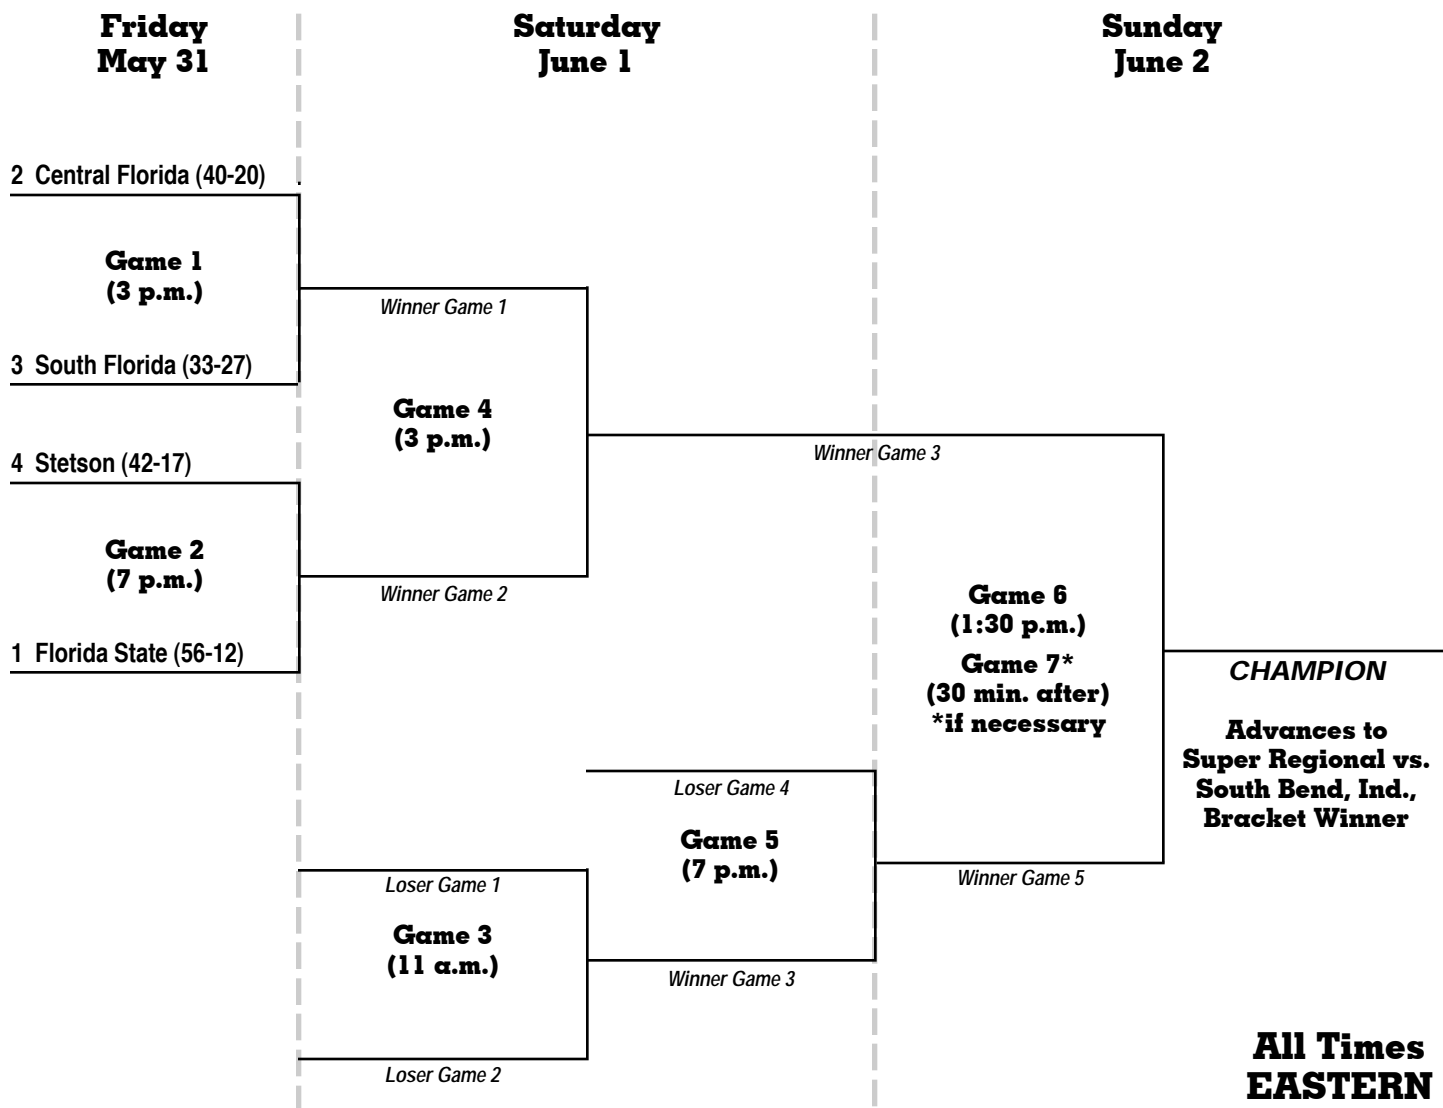 Friday
May 31
Saturday
June 1
Sunday
June 2
2 Central Florida (40-20)
Game 1
(3 p.m.)
3 South Florida (33-27)
4 Stetson (42-17)
Game 2
(7 p.m.)
1 Florida State (56-12)
Winner Game 1
Game 4
(3 p.m.)
Winner Game 2
Winner Game 3
Game 6
(1:30 p.m.)
Game 7*
(30 min. after)
*if necessary
CHAMPION
Advances to
Super Regional vs.
South Bend, Ind.,
Bracket Winner
Loser Game 4
Game 5
(7 p.m.)
Winner Game 5
Loser Game 1
Game 3
(11 a.m.)
Winner Game 3
Loser Game 2
All Times
EASTERN